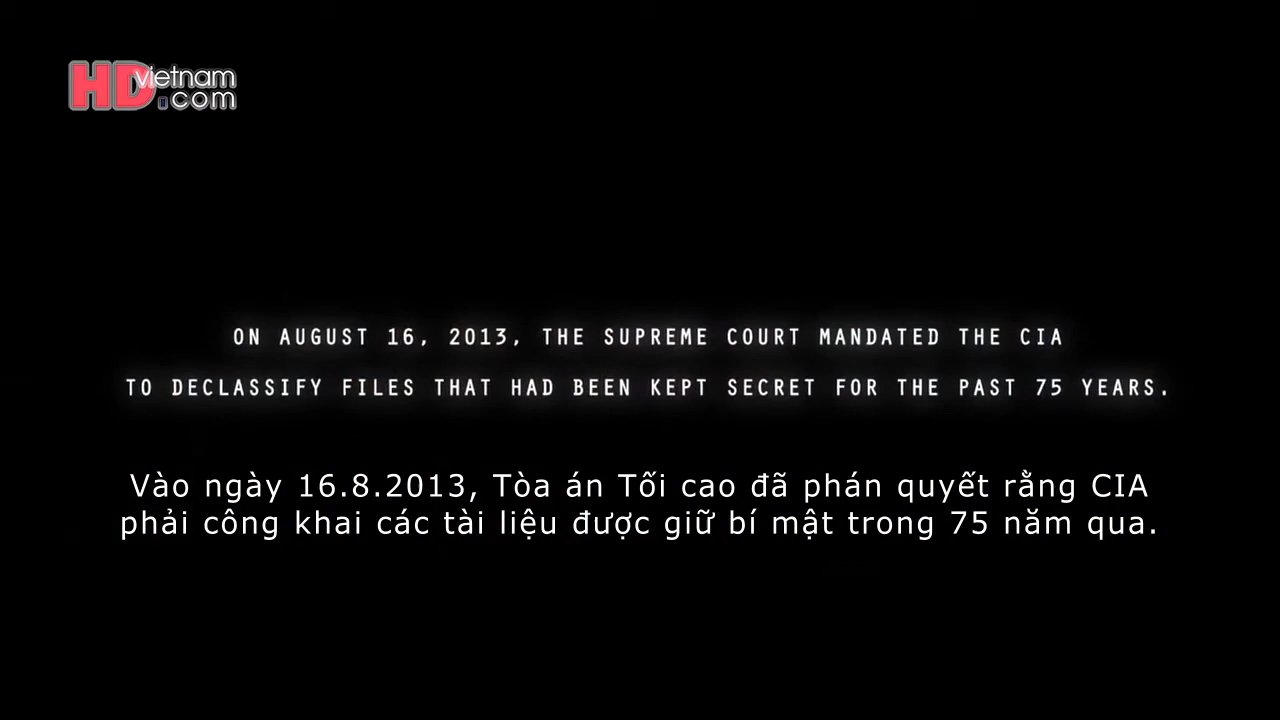 HDvietnam
.com
ON AUGUST 16, 2013, THE SUPREME COURT MANDATED THE CIA
TO DECLASSIFY FILES THAT HAD BEEN KEPT SECRET FOR THE PAST 75 YEARS.
Vào ngày 16.8.2013, Tòa án Tối cao đã phán quyết rằng CIA
phải công khai các tài liệu được giữ bí mật trong 75 năm qua.